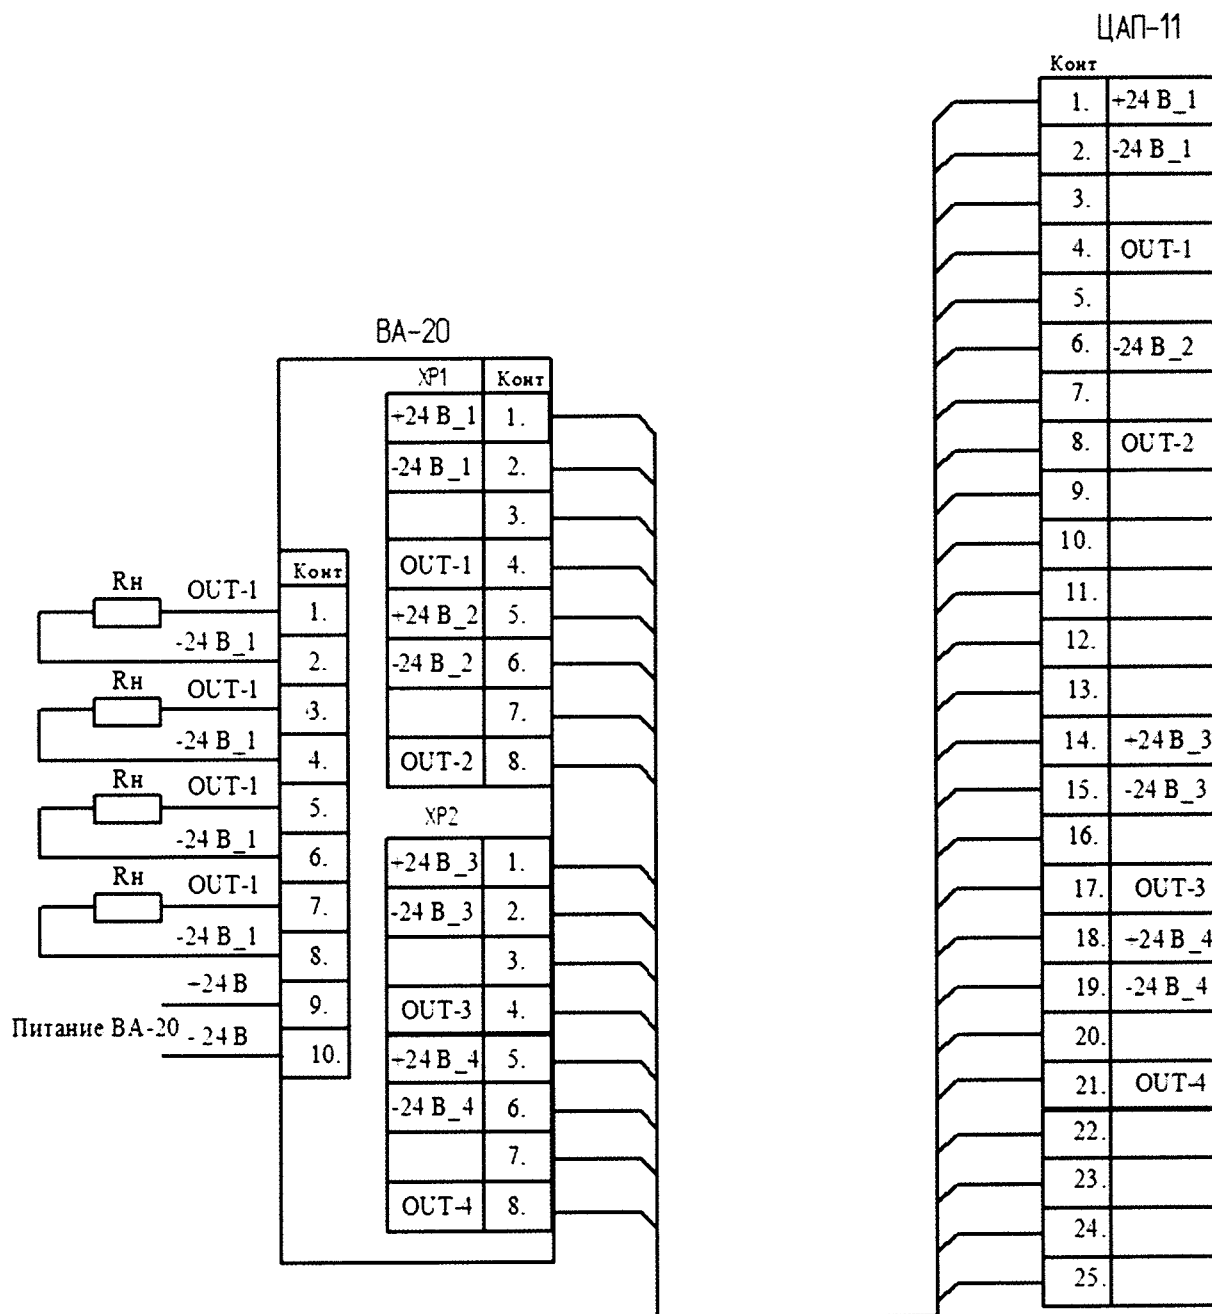 ЦАП-11
Конт
1. +24 В_1
2. -24 В_1
3.
4. OUT-1
5.
6. -24 В_2
7.
8. OUT-2
9.
10.
11.
12.
13.
14. +24 В_3
15. -24 В_3
16.
17. OUT-3
18. +24 В_4
19. -24 В_4
20.
21. OUT-4
22.
23.
24.
25.
ВА-20
ХР1 Конт
+24 В_1 1.
-24 В_1 2.
3.
OUT-1 4.
+24 В_2 5.
-24 В_2 6.
7.
OUT-2 8.
ХР2
+24 В_3 1.
-24 В_3 2.
3.
OUT-3 4.
+24 В_4 5.
-24 В_4 6.
7.
OUT-4 8.
Конт
Rн OUT-1 1.
-24 В_1 2.
Rн OUT-1 3.
-24 В_1 4.
Rн OUT-1 5.
-24 В_1 6.
Rн OUT-1 7.
-24 В_1 8.
+24 В 9.
Питание ВА-20 - 24 В 10.